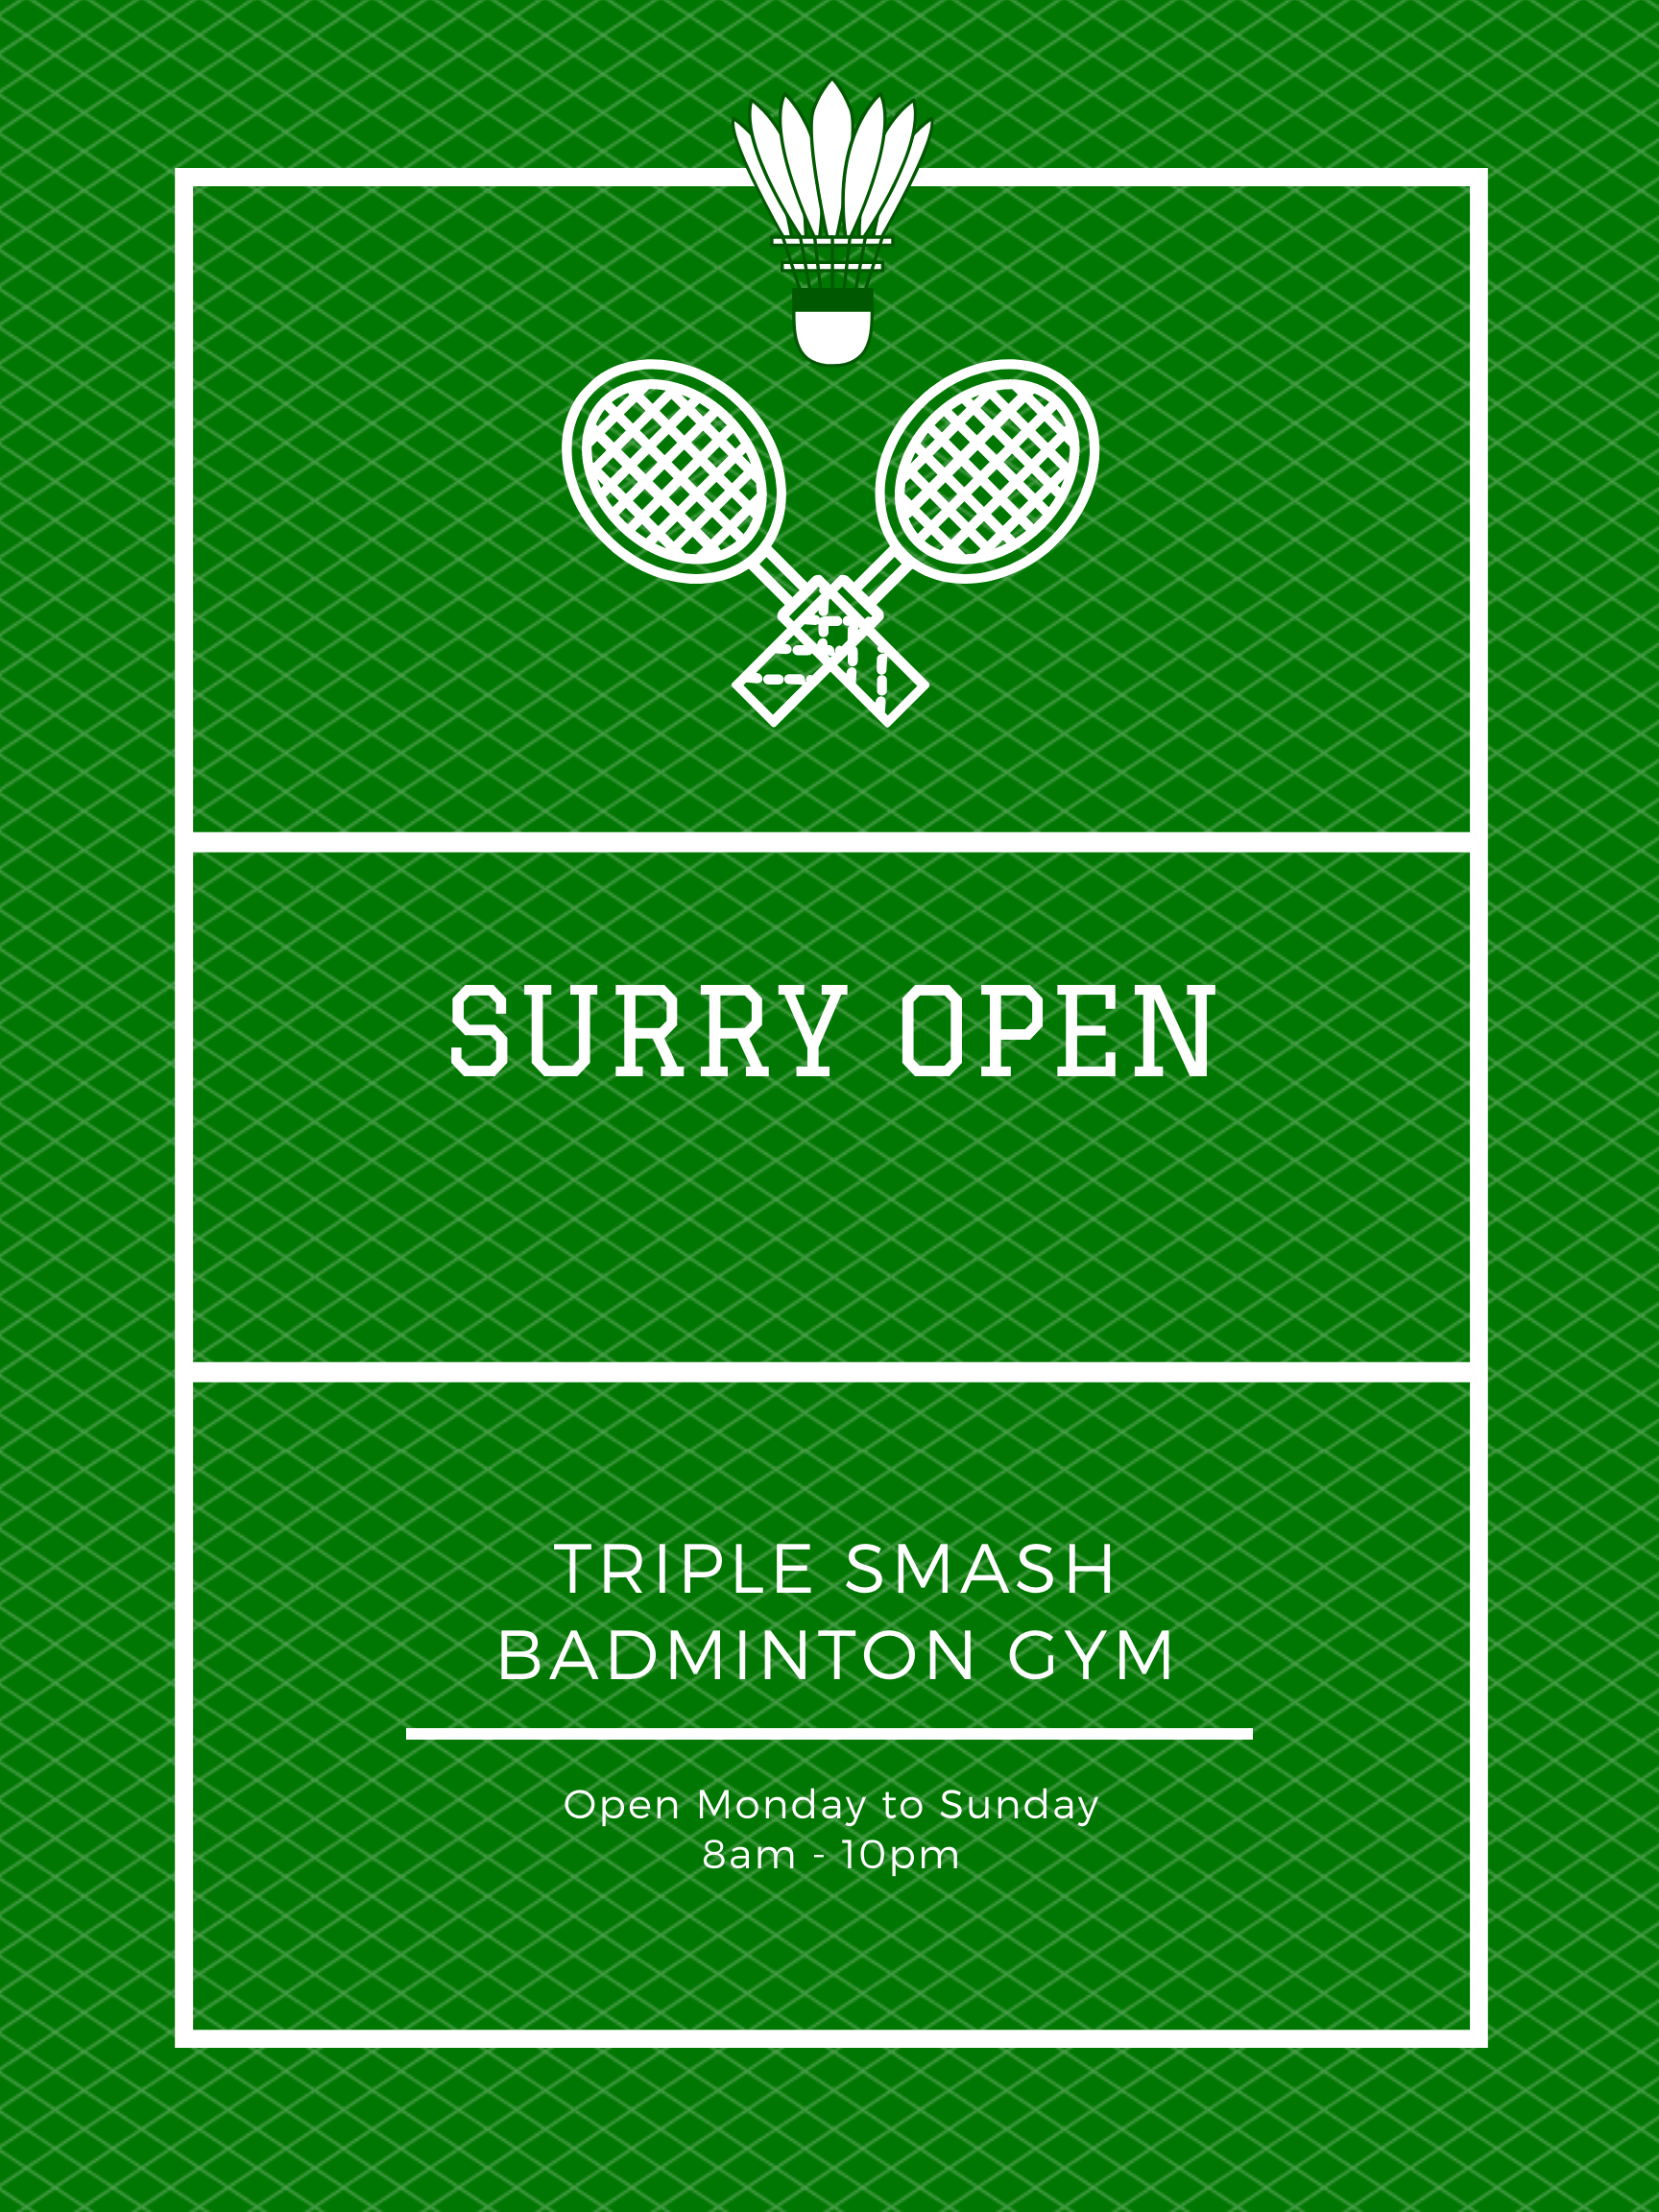 SURRY OPEN
TRIPLE SMASH
BADMINTON GYM
Open Monday to Sunday
8am - 10pm